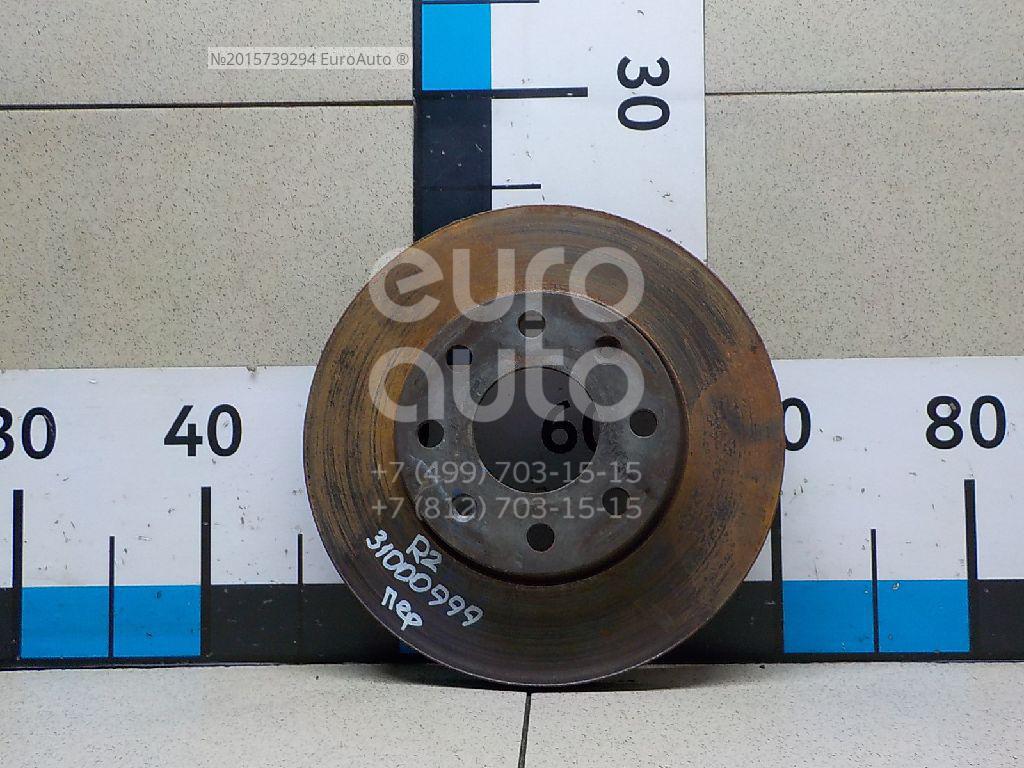 №2015739294 EuroAuto ®
30
euro
auto
30 40 60 80
+7 (499) 703-15-15
+7 (812) 703-15-15
R2
31000999
пер